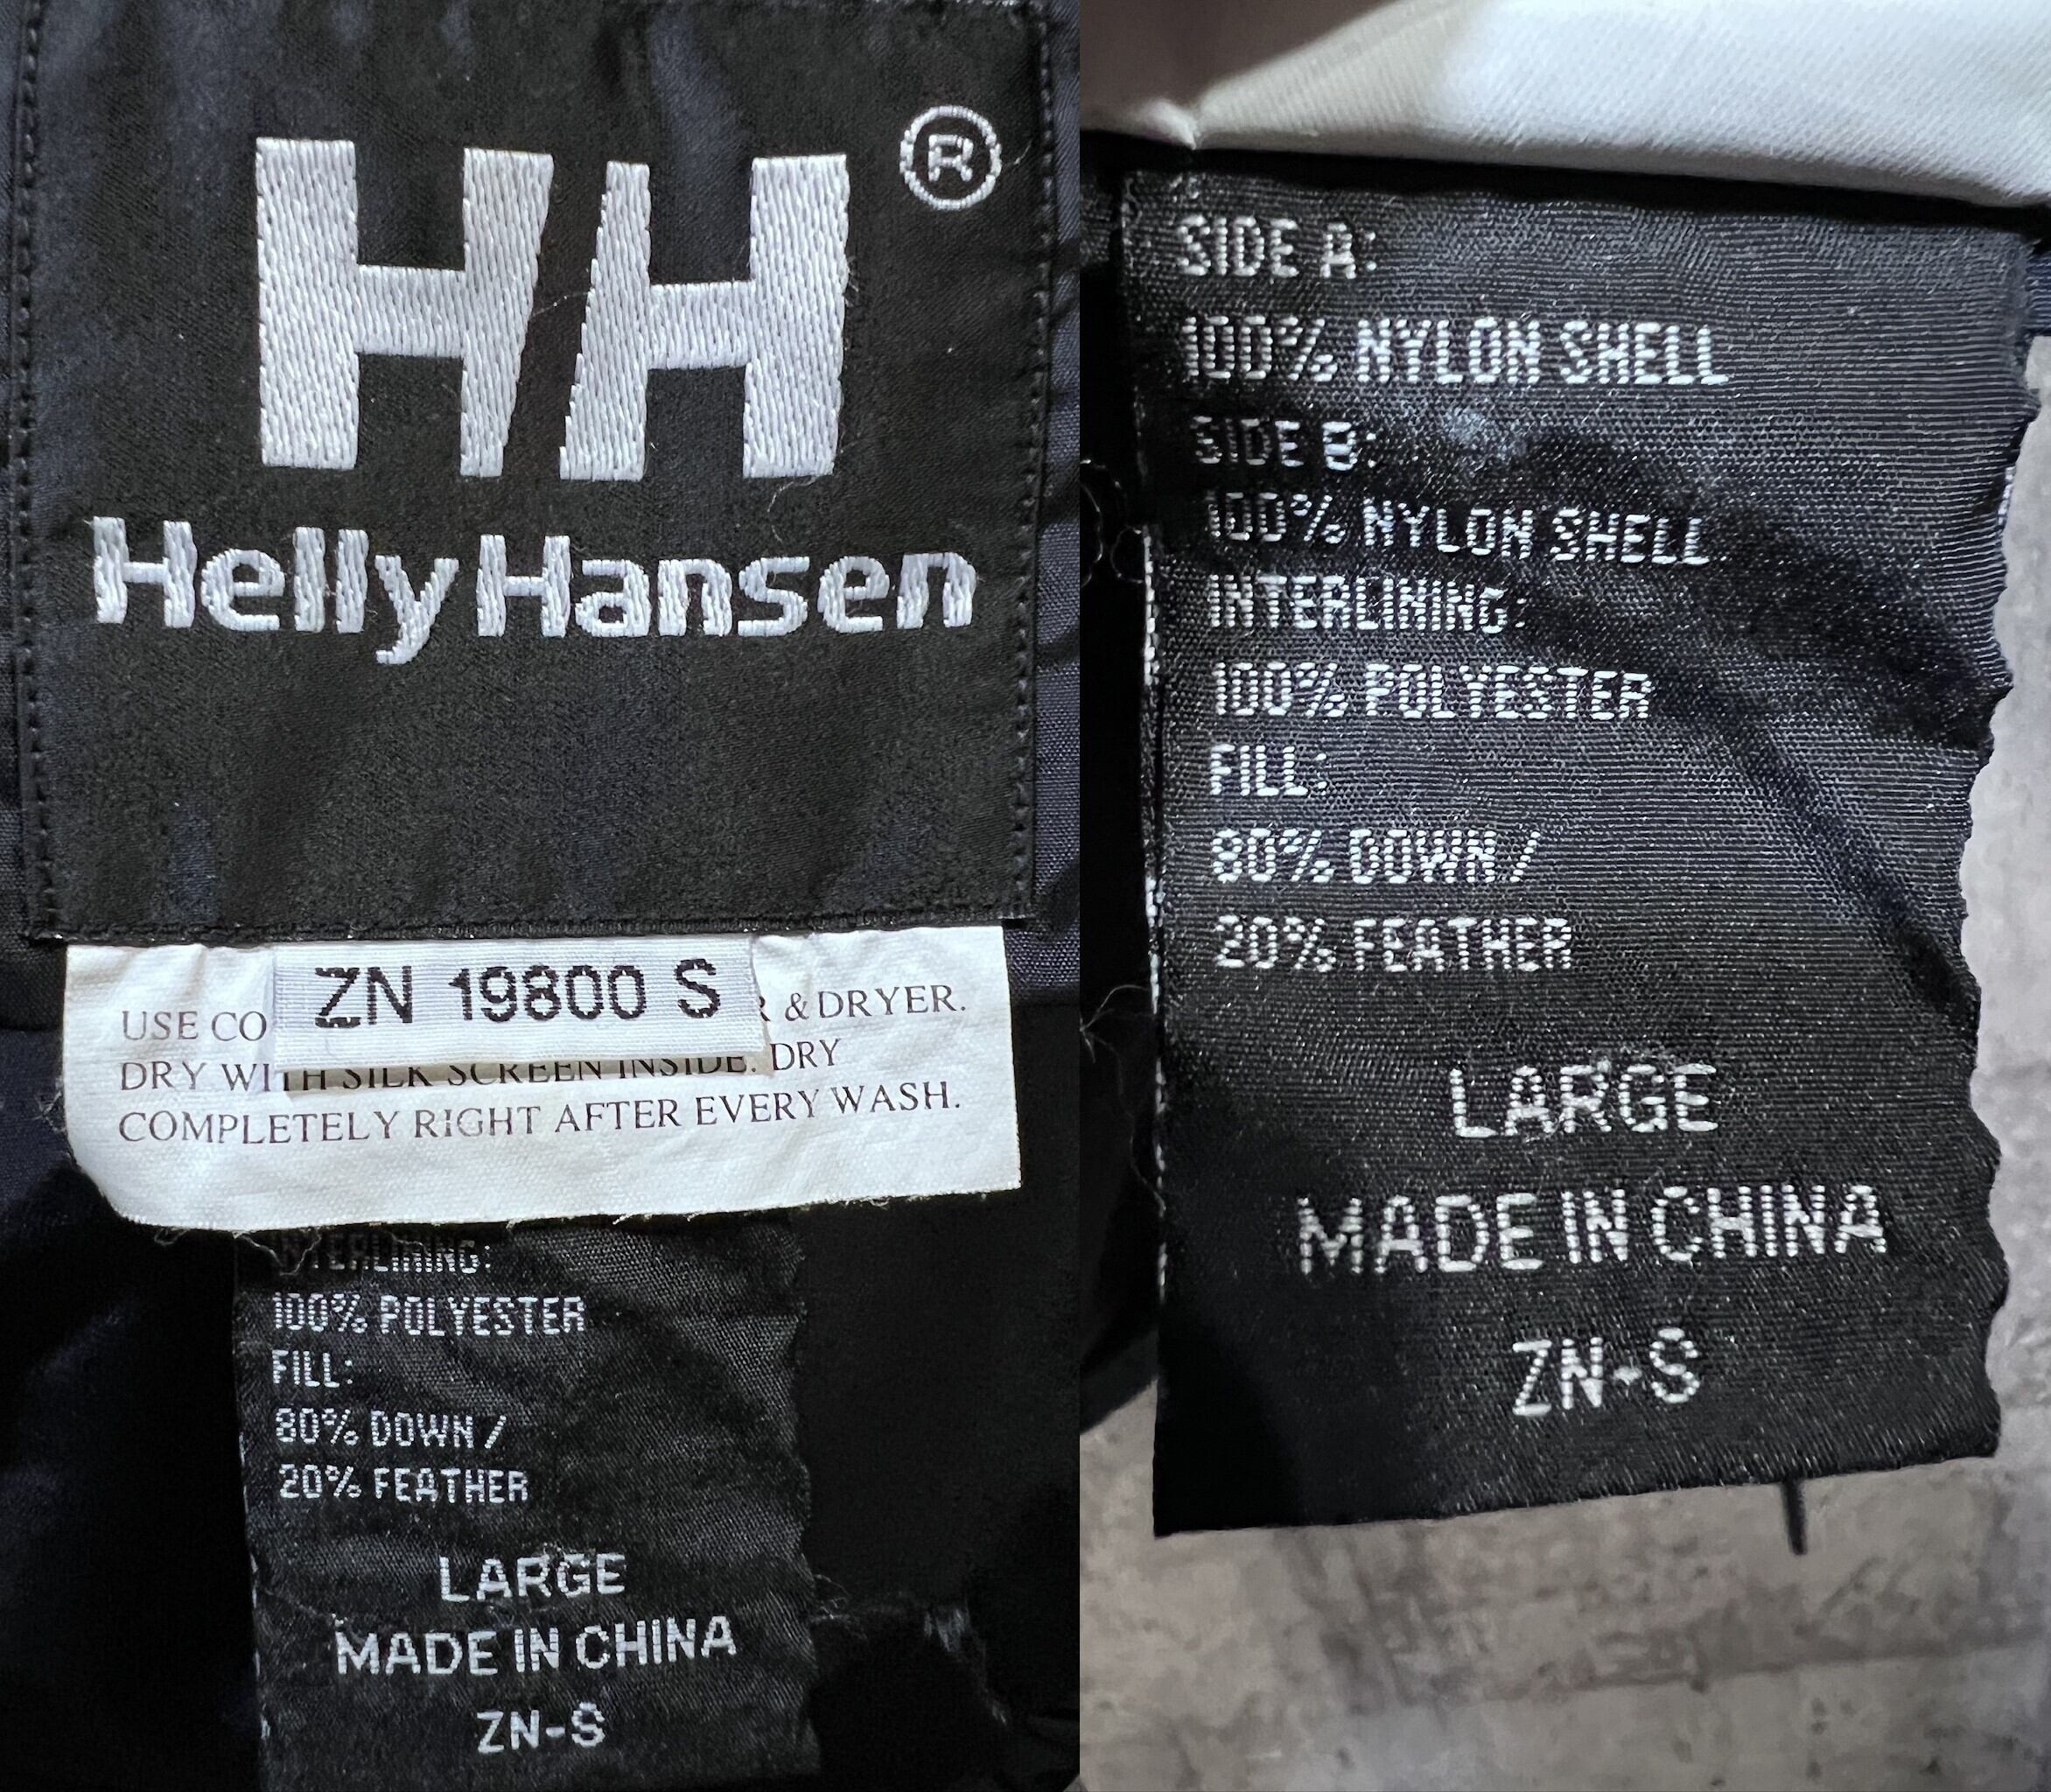 HH ®
Helly Hansen
ZN 19800 S
USE CO & DRYER.
DRY WITH SILK SCREEN INSIDE. DRY
COMPLETELY RIGHT AFTER EVERY WASH.
INTERLINING:
100% POLYESTER
FILL:
80% DOWN /
20% FEATHER
LARGE
MADE IN CHINA
ZN-S
SIDE A:
100% NYLON SHELL
SIDE B:
100% NYLON SHELL
INTERLINING:
100% POLYESTER
FILL:
80% DOWN /
20% FEATHER
LARGE
MADE IN CHINA
ZN-S